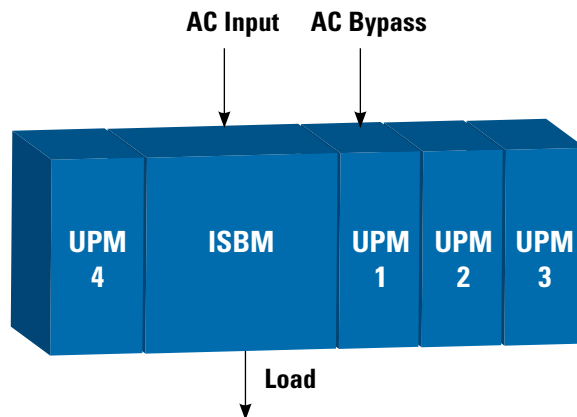 AC Input AC Bypass
UPM
4
ISBM
UPM
1
UPM
2
UPM
3
Load